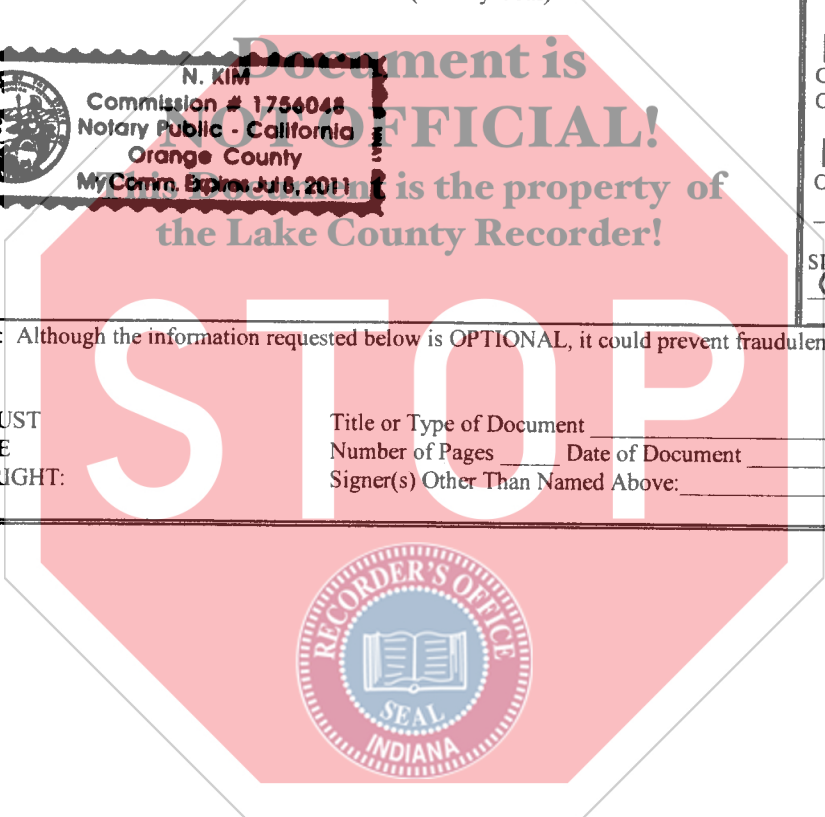 Document is
N. KIM
Commission # 1756048
NOT OFFICIAL!
Notary Public - California
Orange County
My Comm. Expires Jul 8, 2011
This Document is the property of
the Lake County Recorder!
: Although the information requested below is OPTIONAL, it could prevent fraudulen
STOP
UST
Title or Type of Document
E
Number of Pages Date of Document
RIGHT:
Signer(s) Other Than Named Above:
RECORDER'S OFFICE
SEAL
INDIANA